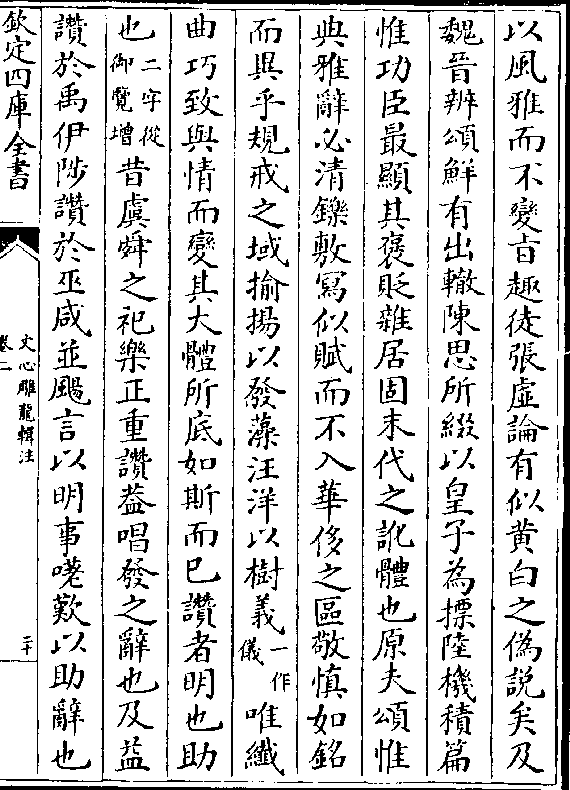 以風雅而不變旨趣徒張虛論有似黄白之偽說矣及
魏晉辨頌鮮有出轍陳思所綴以皇子為摽陸機積篇
惟功臣最顯其褒貶雜居固末代之訛體也原夫頌惟
典雅辭必清鑠敷寫似賦而不入華侈之區敬慎如銘
而異乎規戒之域揄揚以發藻汪洋以樹義一作儀唯纖
曲巧致與情而變其大體所底如斯而已讚者明也助
也二字從御覽增昔虞舜之祀樂正重讚葢唱發之辭也及益
讚於禹伊陟讚於巫咸並颺言以明事嗟歎以助辭也
欽定四庫全書
文心雕龍輯注
卷二
二十